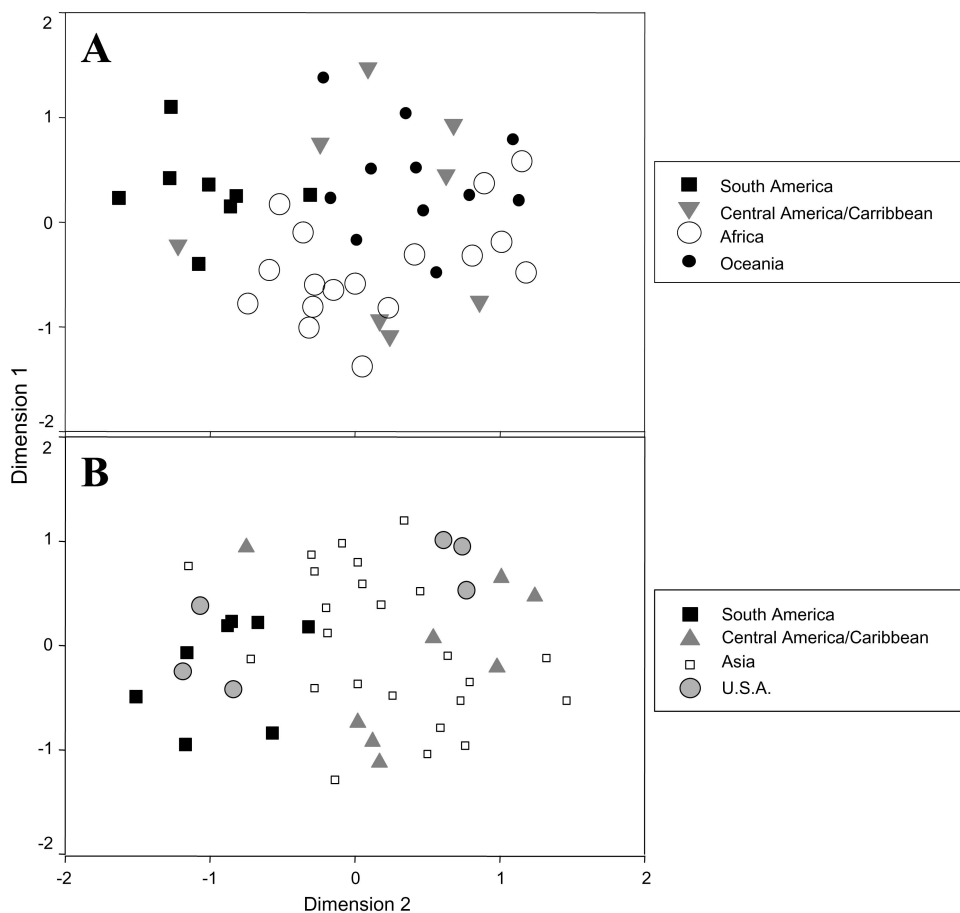 2
A
1
0
-1
-2
South America
Central America/Carribbean
Africa
Oceania
Dimension 1
2
B
1
0
-1
-2
South America
Central America/Caribbean
Asia
U.S.A.
-2 -1 0 1 2
Dimension 2